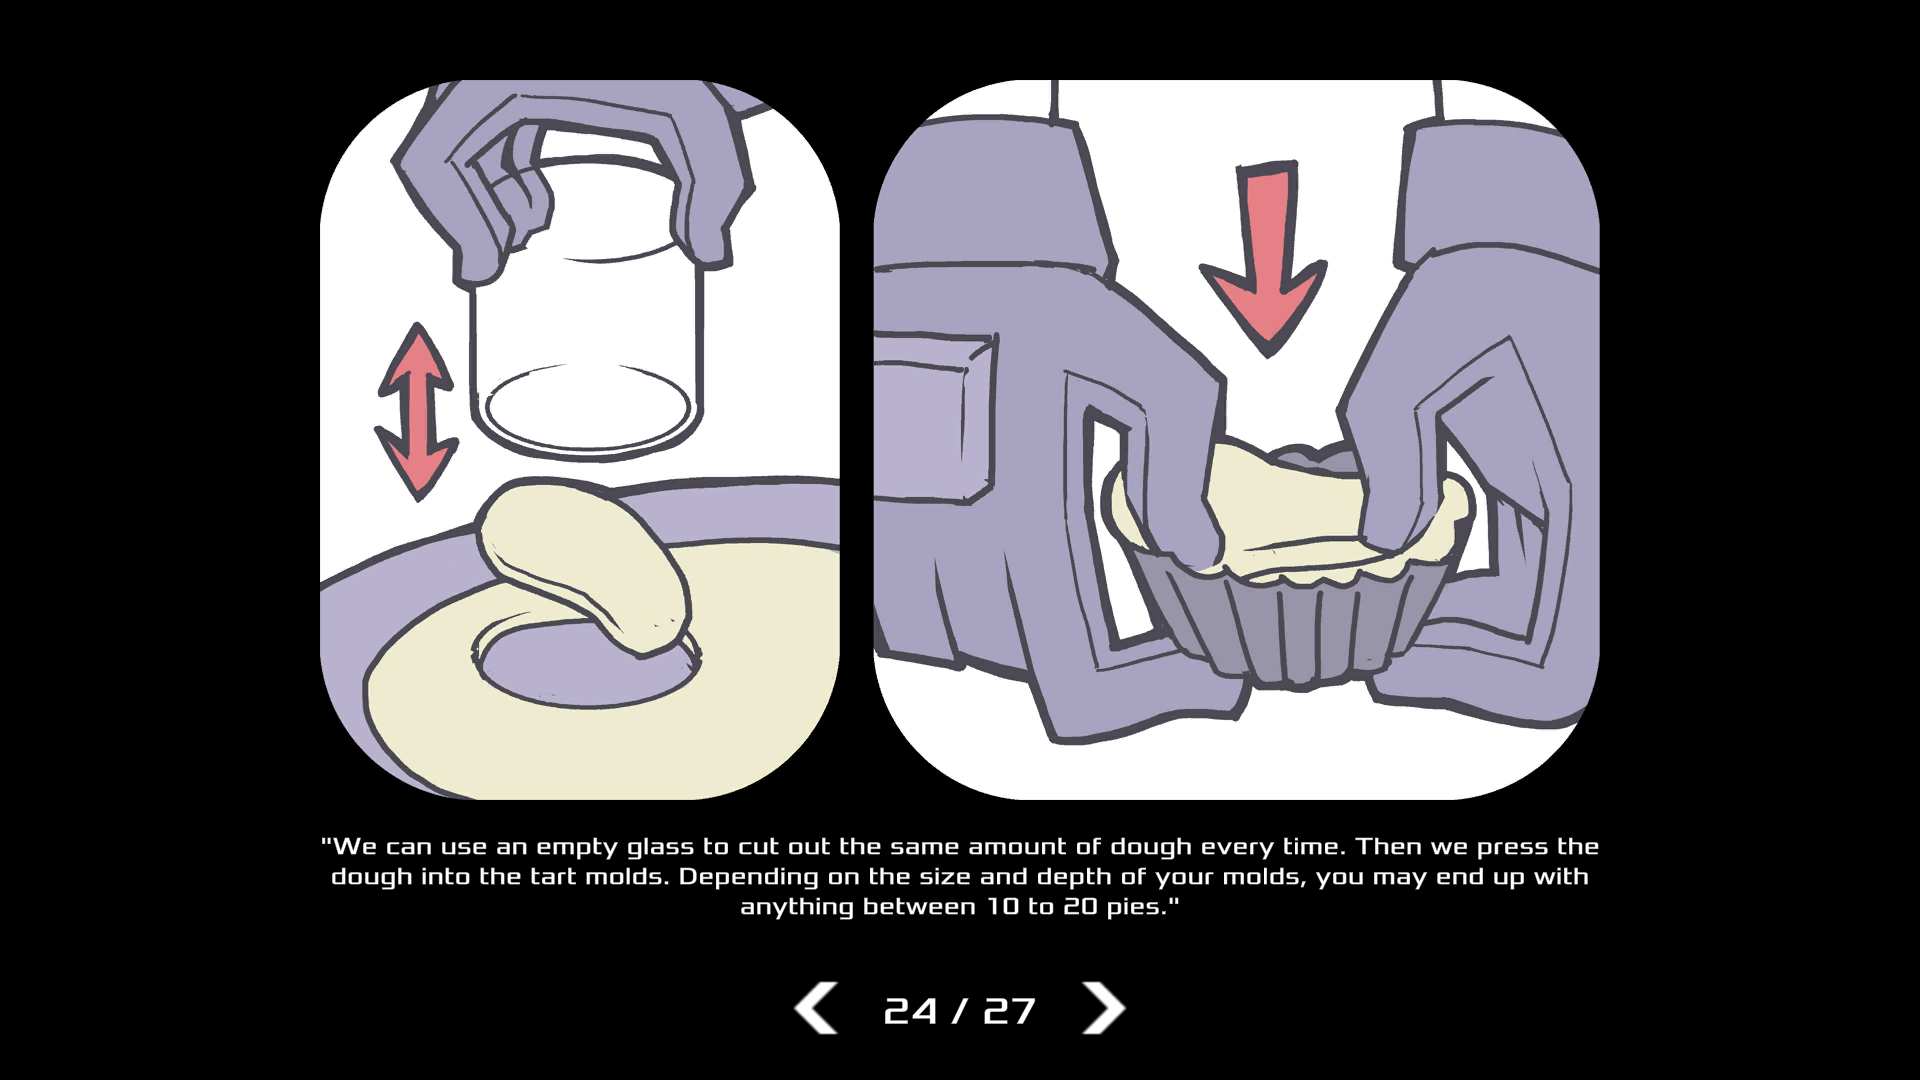 "We can use an empty glass to cut out the same amount of dough every time. Then we press the
dough into the tart molds. Depending on the size and depth of your molds, you may end up with
anything between 10 to 20 pies."
24 / 27